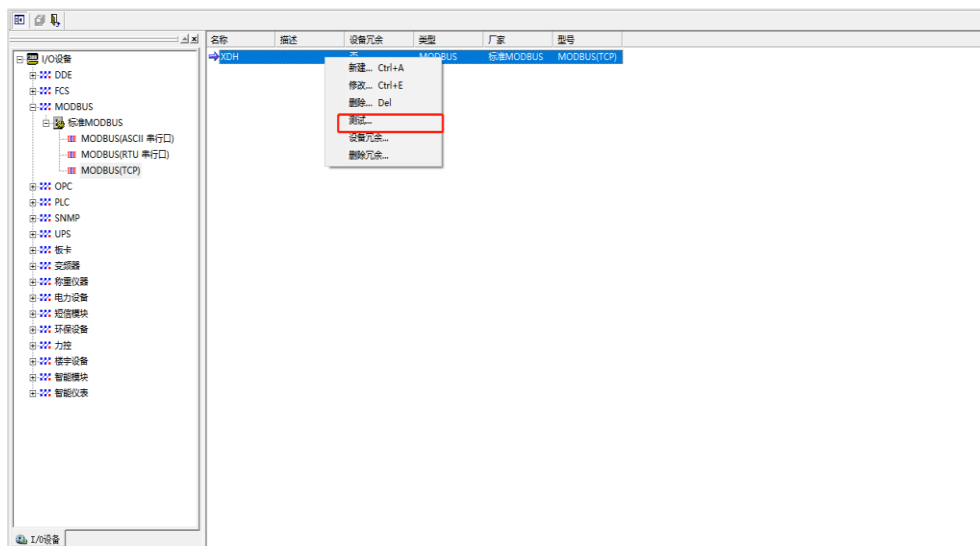 名称 描述 设备冗余 类型 厂家 型号
XDH 否 MODBUS 标准MODBUS MODBUS(TCP)
新建... Ctrl+A
修改... Ctrl+E
删除... Del
测试...
设备冗余...
删除冗余...
I/O设备
DDE
FCS
MODBUS
标准MODBUS
MODBUS(ASCII 串行口)
MODBUS(RTU 串行口)
MODBUS(TCP)
OPC
PLC
SNMP
UPS
板卡
变频器
称重仪器
电力设备
短信模块
环保设备
力控
楼宇设备
智能模块
智能仪表
I/O设备